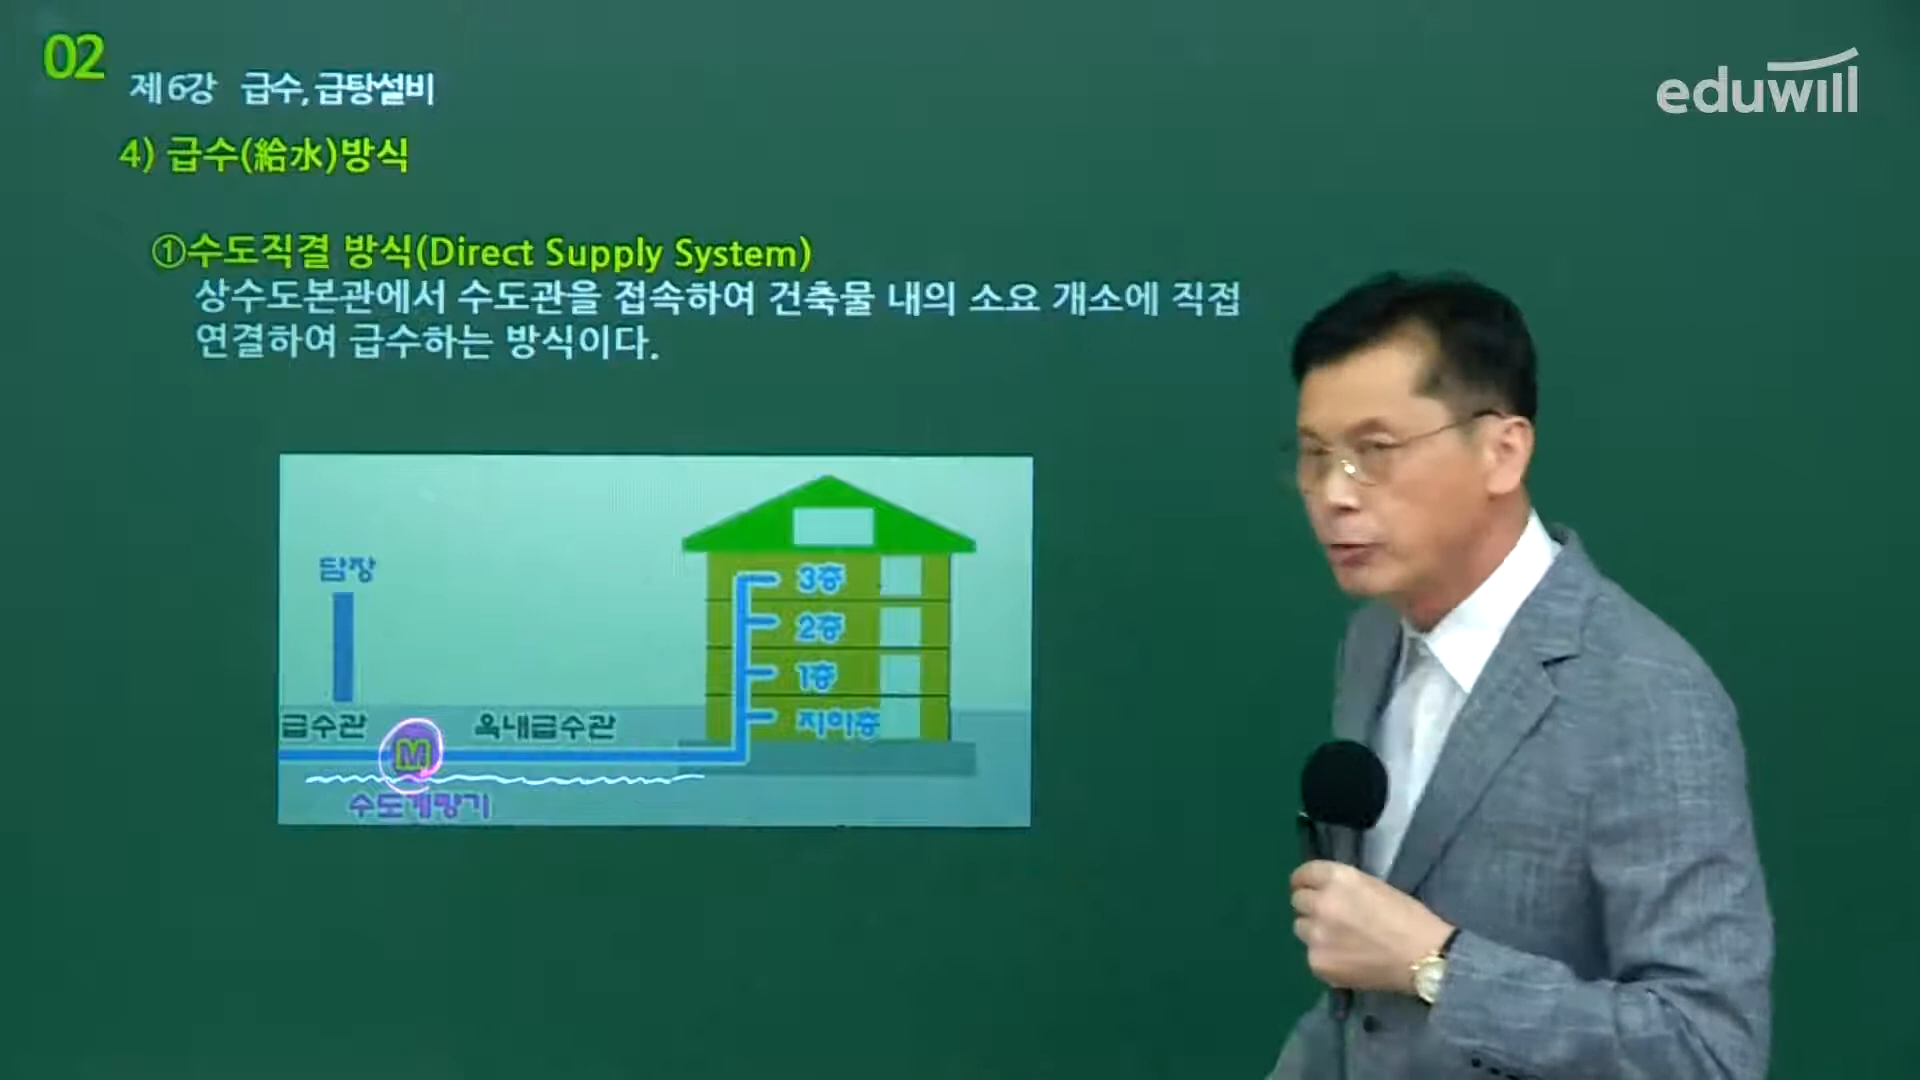 02
제6강 급수, 급탕설비
eduwill
4) 급수(給水)방식
①수도직결 방식(Direct Supply System)
상수도본관에서 수도관을 접속하여 건축물 내의 소요 개소에 직접
연결하여 급수하는 방식이다.
담장
3층
2층
1층
지하층
급수관
옥내급수관
M
수도계량기